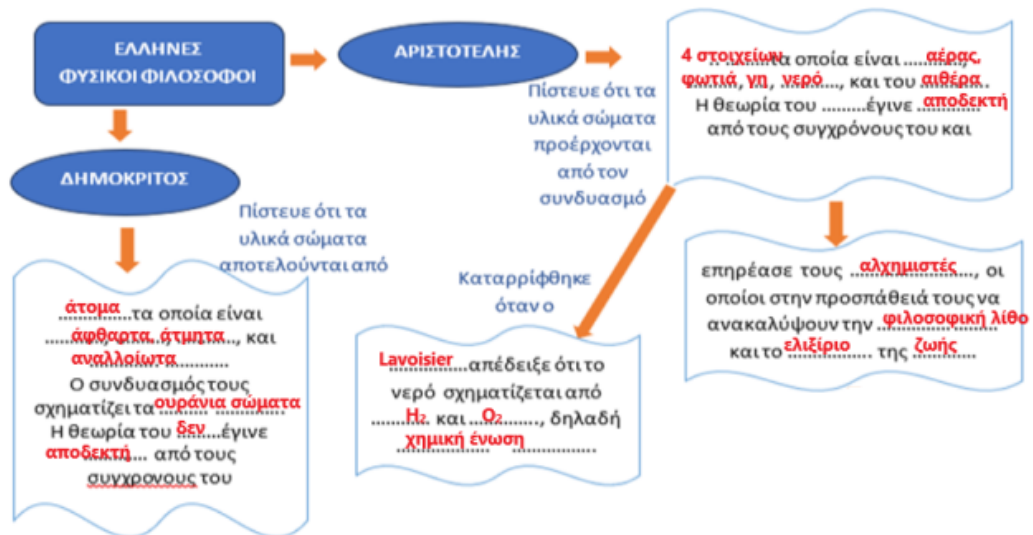 ΕΛΛΗΝΕΣ
ΦΥΣΙΚΟΙ ΦΙΛΟΣΟΦΟΙ
ΑΡΙΣΤΟΤΕΛΗΣ
Πίστευε ότι τα
υλικά σώματα
προέρχονται
από τον
συνδυασμό
4 στοιχείων τα οποία είναι αέρας,
φωτιά, γη, νερό, και του αιθέρα.
Η θεωρία του .........έγινε αποδεκτή
από τους συγχρόνους του και
ΔΗΜΟΚΡΙΤΟΣ
Πίστευε ότι τα
υλικά σώματα
αποτελούνται από
άτομα τα οποία είναι
άφθαρτα, άτμητα, και
αναλλοίωτα
Ο συνδυασμός τους
σχηματίζει τα ουράνια σώματα
Η θεωρία του δεν έγινε
αποδεκτή από τους
συγχρονους του
Καταρρίφθηκε
όταν ο
Lavoisier απέδειξε ότι το
νερό σχηματίζεται από
H₂ και O₂, δηλαδή
χημική ένωση
επηρέασε τους αλχημιστές, οι
οποίοι στην προσπάθειά τους να
ανακαλύψουν την φιλοσοφική λίθο
και το ελιξίριο της ζωής